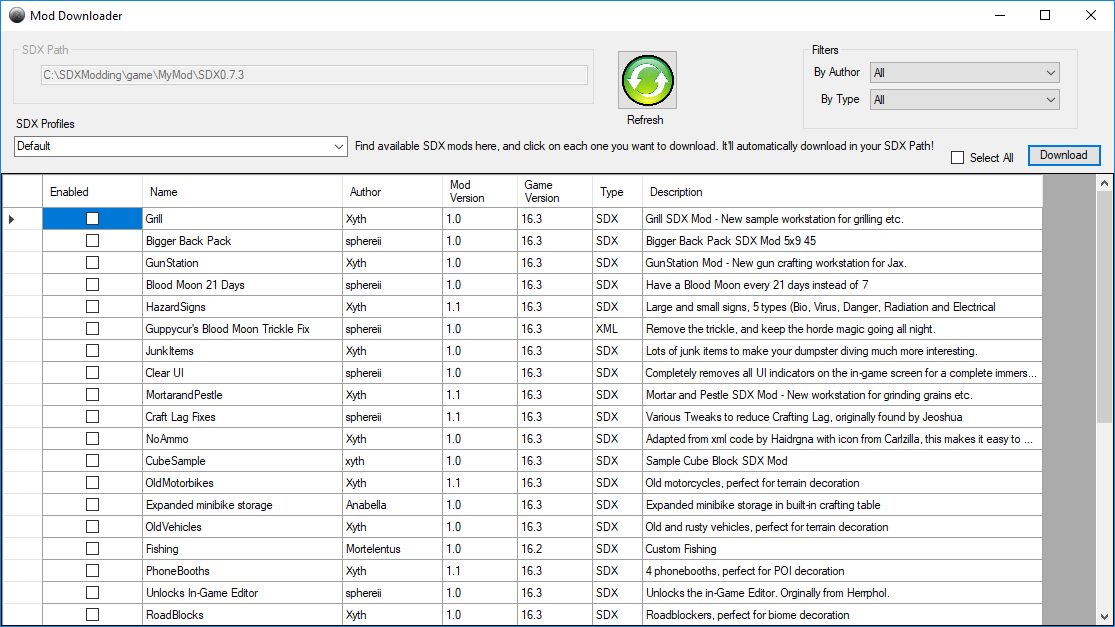 Mod Downloader
SDX Path
C:\SDXModding\game\MyMod\SDX0.7.3
Refresh
Filters
By Author All
By Type All
SDX Profiles
Default
Find available SDX mods here, and click on each one you want to download. It'll automatically download in your SDX Path!
Select All
Download
Enabled Name Author Mod Version Game Version Type Description
Grill Xyth 1.0 16.3 SDX Grill SDX Mod - New sample workstation for grilling etc.
Bigger Back Pack sphereii 1.0 16.3 SDX Bigger Back Pack SDX Mod 5x9 45
GunStation Xyth 1.0 16.3 SDX GunStation Mod - New gun crafting workstation for Jax.
Blood Moon 21 Days sphereii 1.0 16.3 SDX Have a Blood Moon every 21 days instead of 7
HazardSigns Xyth 1.1 16.3 SDX Large and small signs, 5 types (Bio, Virus, Danger, Radiation and Electrical
Guppycur's Blood Moon Trickle Fix sphereii 1.0 16.3 XML Remove the trickle, and keep the horde magic going all night.
JunkItems Xyth 1.0 16.3 SDX Lots of junk items to make your dumpster diving much more interesting.
Clear UI sphereii 1.0 16.3 SDX Completely removes all UI indicators on the in-game screen for a complete immers...
MortarandPestle Xyth 1.1 16.3 SDX Mortar and Pestle SDX Mod - New workstation for grinding grains etc.
Craft Lag Fixes sphereii 1.1 16.3 SDX Various Tweaks to reduce Crafting Lag, originally found by Jeoshua
NoAmmo Xyth 1.0 16.3 SDX Adapted from xml code by Haidrgna with icon from Carlzilla, this makes it easy to ...
CubeSample xyth 1.0 16.3 SDX Sample Cube Block SDX Mod
OldMotorbikes Xyth 1.1 16.3 SDX Old motorcycles, perfect for terrain decoration
Expanded minibike storage Anabella 1.0 16.3 SDX Expanded minibike storage in built-in crafting table
OldVehicles Xyth 1.0 16.3 SDX Old and rusty vehicles, perfect for terrain decoration
Fishing Mortelentus 1.0 16.2 SDX Custom Fishing
PhoneBooths Xyth 1.1 16.3 SDX 4 phonebooths, perfect for POI decoration
Unlocks In-Game Editor sphereii 1.0 16.3 SDX Unlocks the in-Game Editor. Orginally from Herrphol.
RoadBlocks Xyth 1.0 16.3 SDX Roadblockers, perfect for biome decoration